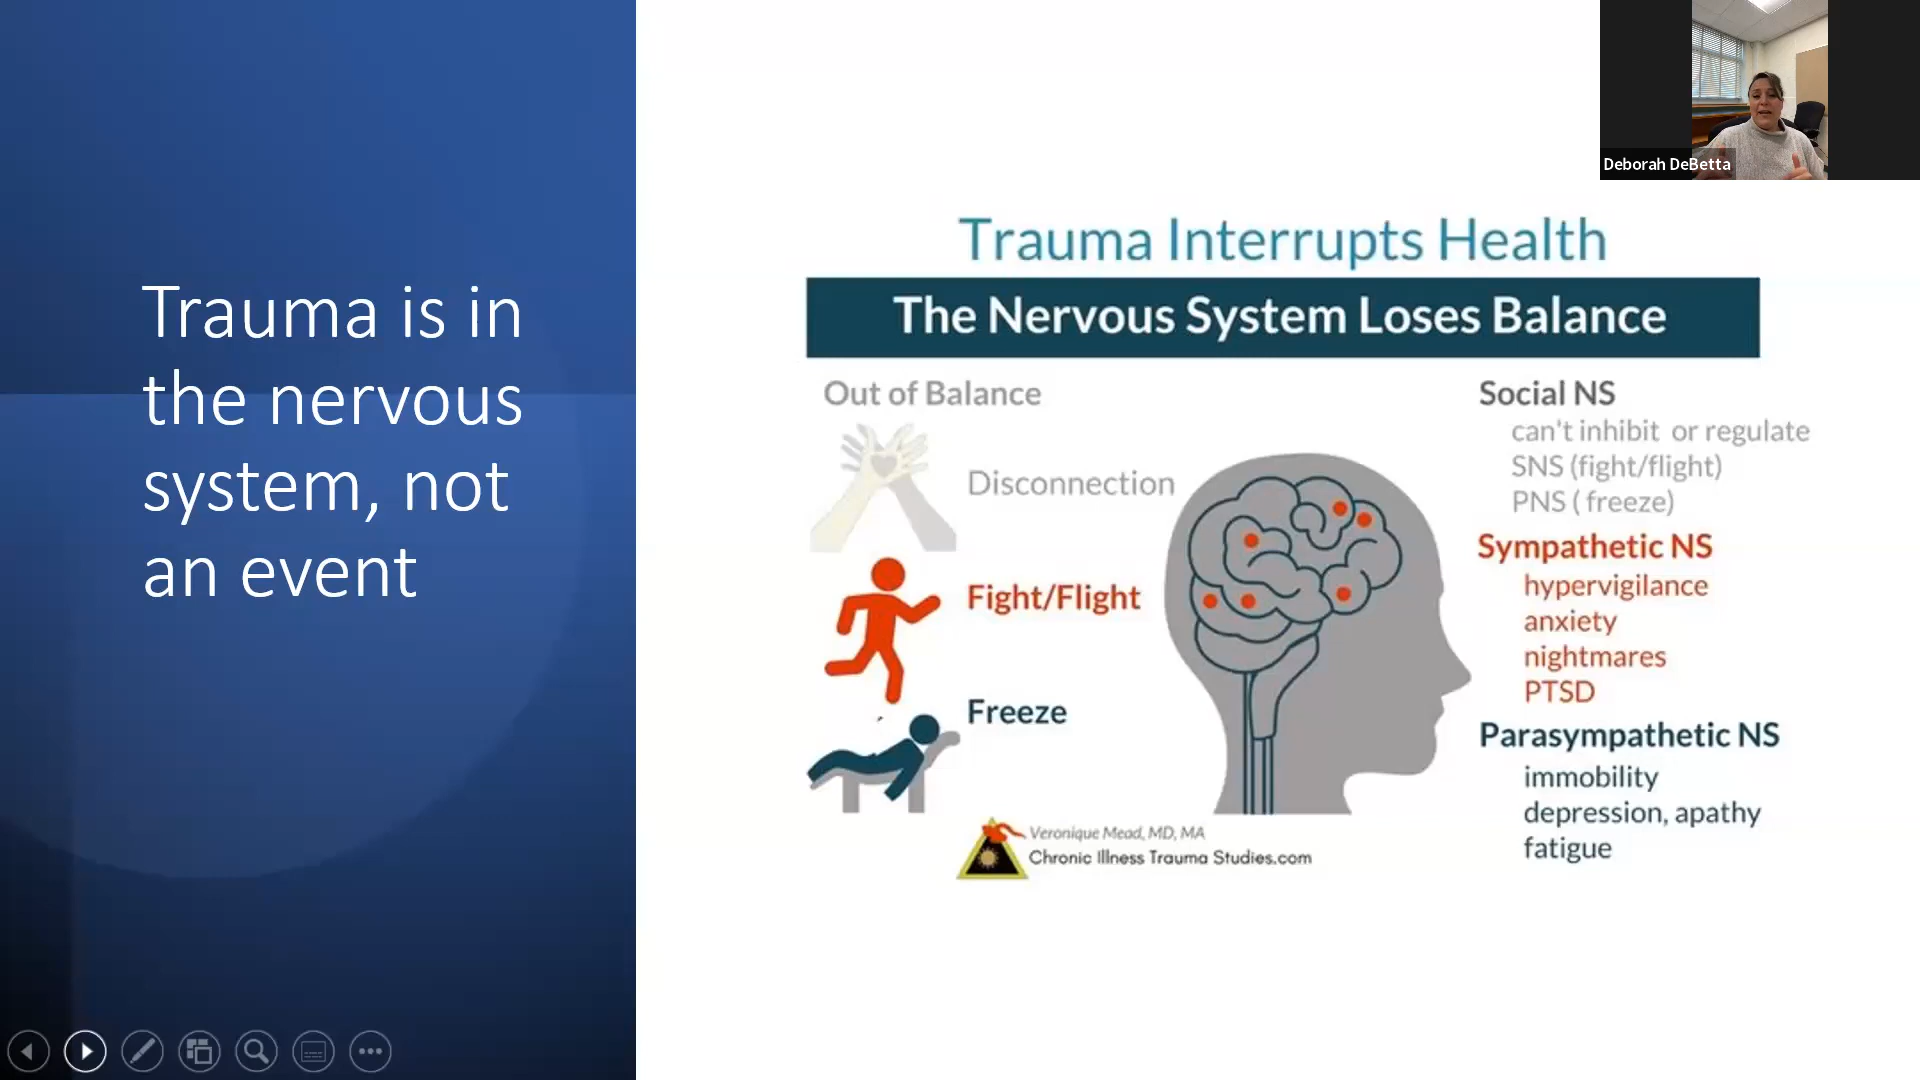 Trauma is in
the nervous
system, not
an event
Deborah DeBetta
Trauma Interrupts Health
The Nervous System Loses Balance
Out of Balance
Disconnection
Fight/Flight
Freeze
Social NS
can't inhibit or regulate
SNS (fight/flight)
PNS ( freeze)
Sympathetic NS
hypervigilance
anxiety
nightmares
PTSD
Parasympathetic NS
immobility
depression, apathy
fatigue
Veronique Mead, MD, MA
Chronic Illness Trauma Studies.com